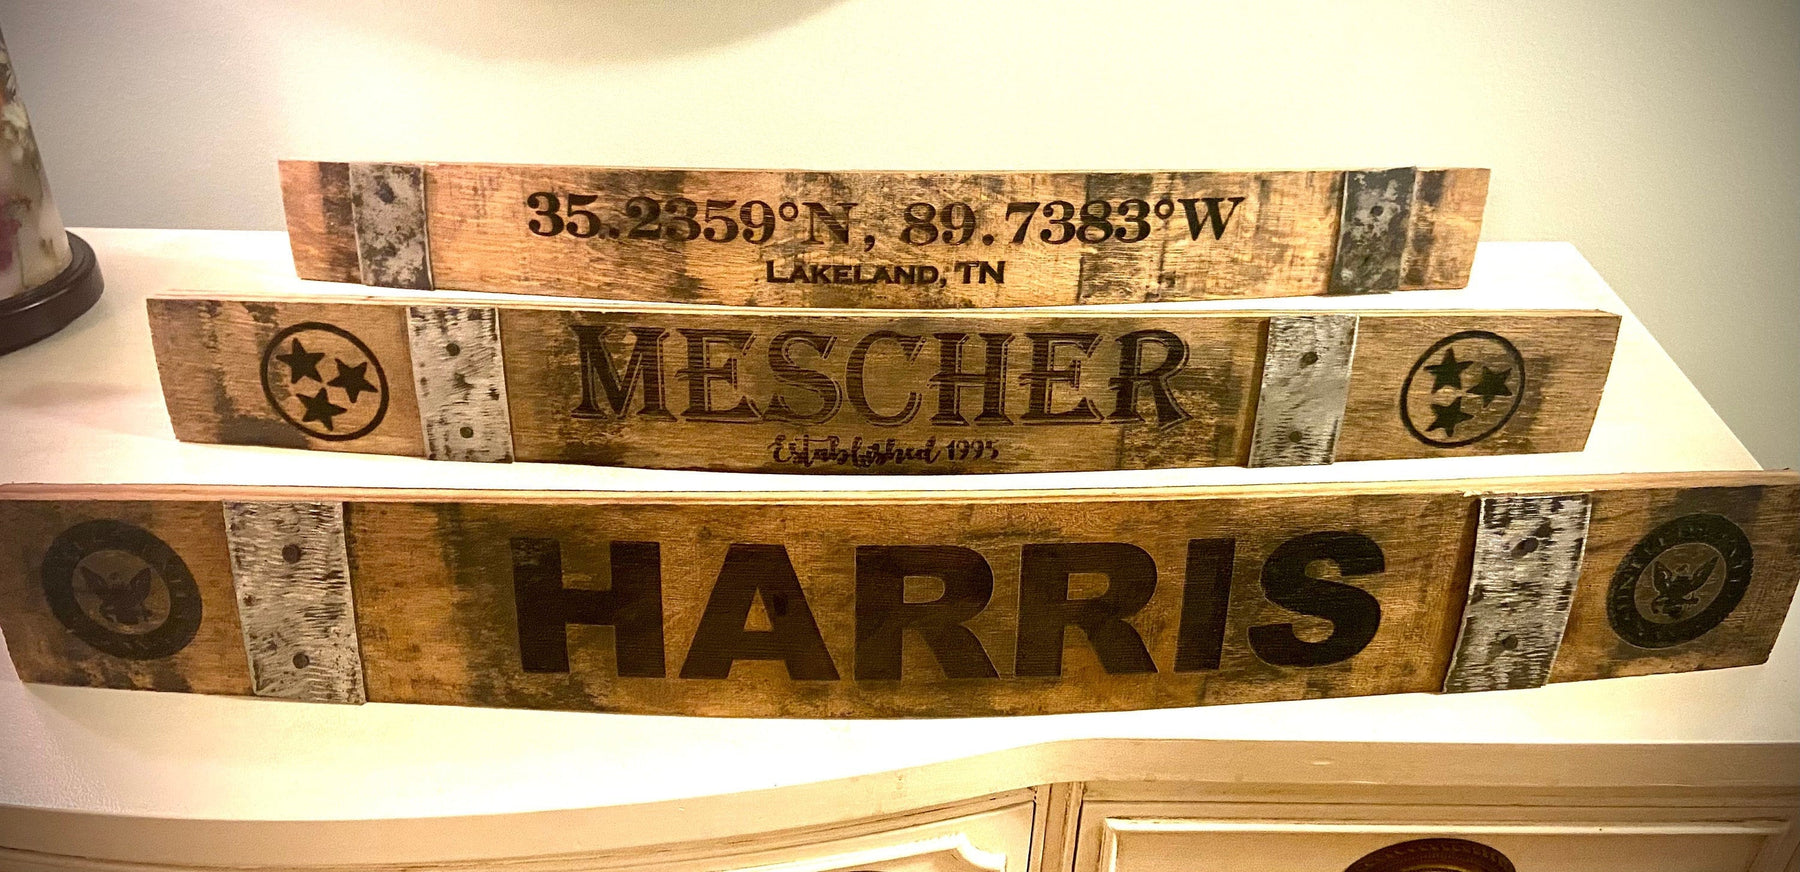 35.2359°N, 89.7383°W
LAKELAND, TN
MESCHER
Established 1995
HARRIS